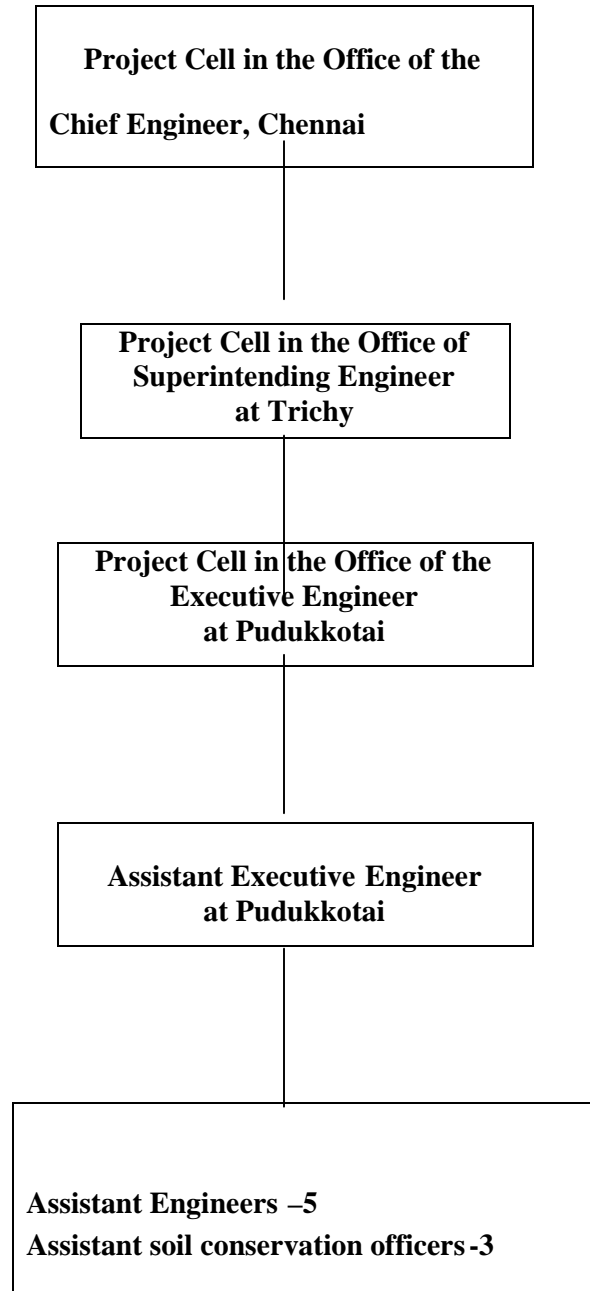 Project Cell in the Office of the
Chief Engineer, Chennai
Project Cell in the Office of
Superintending Engineer
at Trichy
Project Cell in the Office of the
Executive Engineer
at Pudukkotai
Assistant Executive Engineer
at Pudukkotai
Assistant Engineers –5
Assistant soil conservation officers -3